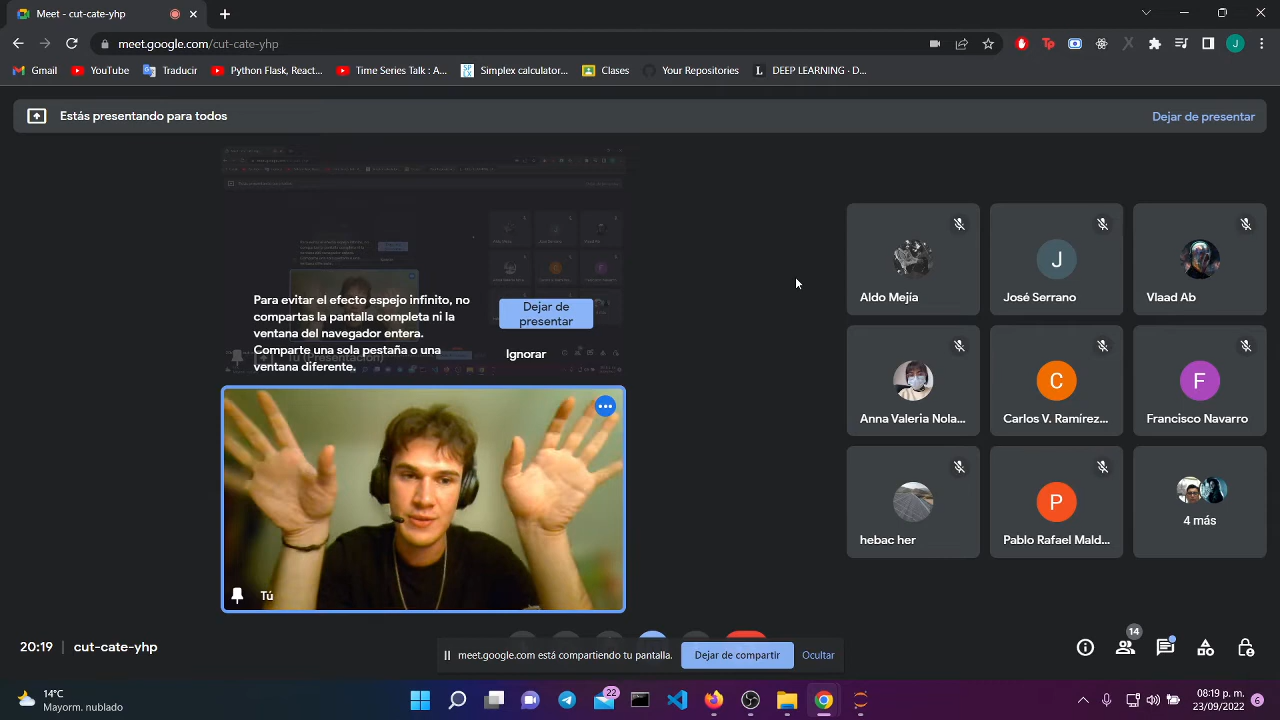 Meet - cut-cate-yhp
meet.google.com/cut-cate-yhp
J
Gmail
YouTube
Traducir
Python Flask, React...
Time Series Talk : A...
Simplex calculator...
Clases
Your Repositories
DEEP LEARNING · D...
Estás presentando para todos
Dejar de presentar
Para evitar el efecto espejo infinito, no
compartas la pantalla completa ni la
ventana del navegador entera.
Comparte una sola pestaña o una
ventana diferente.
Dejar de
presentar
Ignorar
Tú (Presentación)
Tú
Aldo Mejía
J
José Serrano
Vlaad Ab
Anna Valeria Nola...
C
Carlos V. Ramírez...
F
Francisco Navarro
hebac her
P
Pablo Rafael Mald...
4 más
20:19
cut-cate-yhp
meet.google.com está compartiendo tu pantalla.
Dejar de compartir
Ocultar
14
14°C
Mayorm. nublado
22
08:19 p. m.
23/09/2022
6